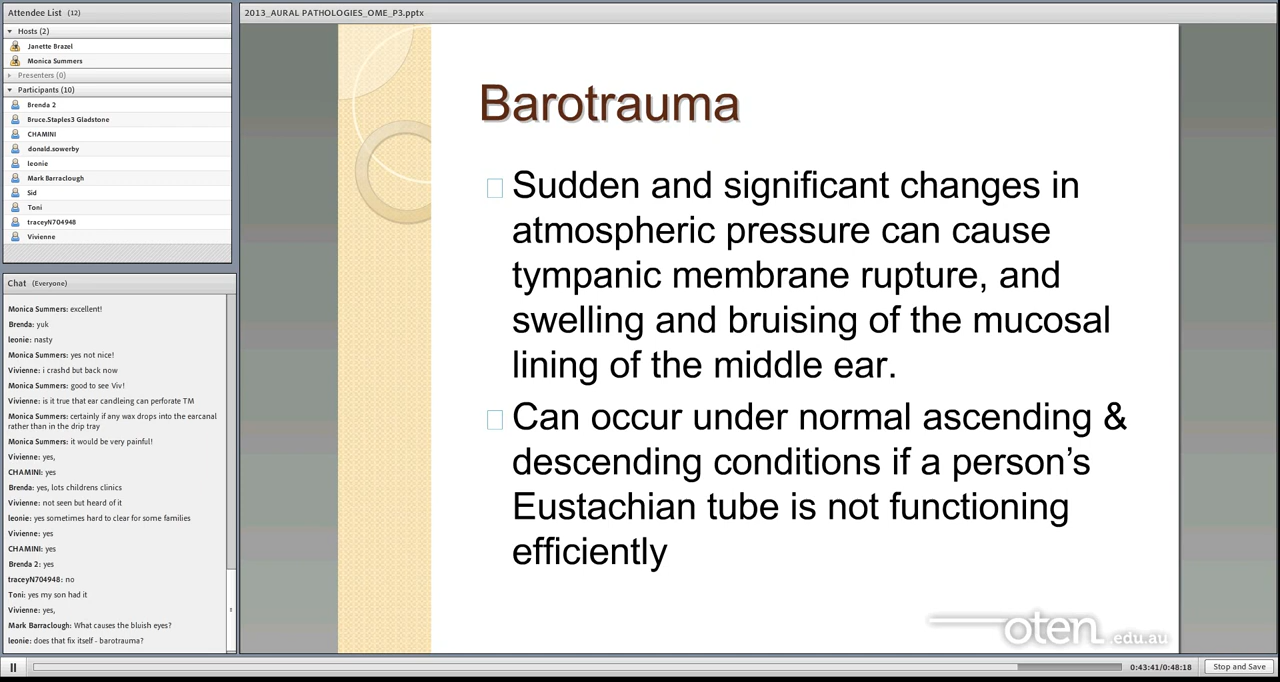 Attendee List (12)
Hosts (2)
Janette Brazel
Monica Summers
Presenters (0)
Participants (10)
Brenda 2
Bruce.Staples3 Gladstone
CHAMINI
donald.sowerby
leonie
Mark Barraclough
Sid
Toni
traceyN704948
Vivienne
Chat (Everyone)
Monica Summers: excellent!
Brenda: yuk
leonie: nasty
Monica Summers: yes not nice!
Vivienne: i crashd but back now
Monica Summers: good to see Viv!
Vivienne: is it true that ear candleing can perforate TM
Monica Summers: certainly if any wax drops into the earcanal
rather than in the drip tray
Monica Summers: it would be very painful!
Vivienne: yes,
CHAMINI: yes
Brenda: yes, lots childrens clinics
Vivienne: not seen but heard of it
leonie: yes sometimes hard to clear for some families
Vivienne: yes
CHAMINI: yes
Brenda 2: yes
traceyN704948: no
Toni: yes my son had it
Vivienne: yes,
Mark Barraclough: What causes the bluish eyes?
leonie: does that fix itself - barotrauma?
2013_AURAL PATHOLOGIES_OME_P3.pptx
Barotrauma
Sudden and significant changes in
atmospheric pressure can cause
tympanic membrane rupture, and
swelling and bruising of the mucosal
lining of the middle ear.
Can occur under normal ascending &
descending conditions if a person's
Eustachian tube is not functioning
efficiently
oten.edu.au
0:43:41/0:48:18
Stop and Save